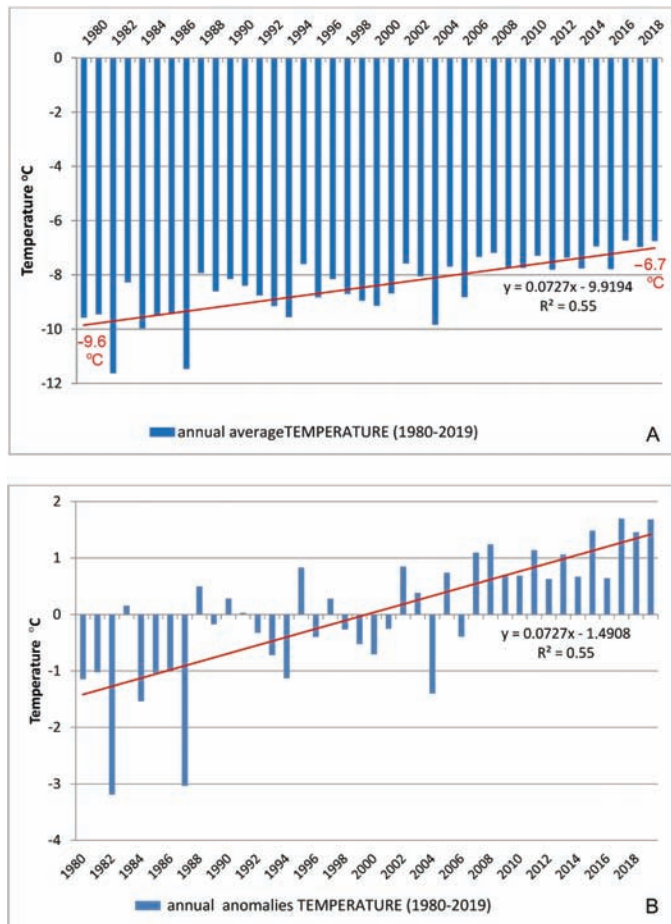 1980 1982 1984 1986 1988 1990 1992 1994 1996 1998 2000 2002 2004 2006 2008 2010 2012 2014 2016 2018
0
-2
-4
-6
-8
-10
-12
Temperature °C
-9.6
°C
−6.7
°C
y = 0.0727x - 9.9194
R² = 0.55
annual averageTEMPERATURE (1980-2019)
A
2
1
0
-1
-2
-3
-4
Temperature °C
y = 0.0727x - 1.4908
R² = 0.55
1980 1982 1984 1986 1988 1990 1992 1994 1996 1998 2000 2002 2004 2006 2008 2010 2012 2014 2016 2018
annual anomalies TEMPERATURE (1980-2019)
B